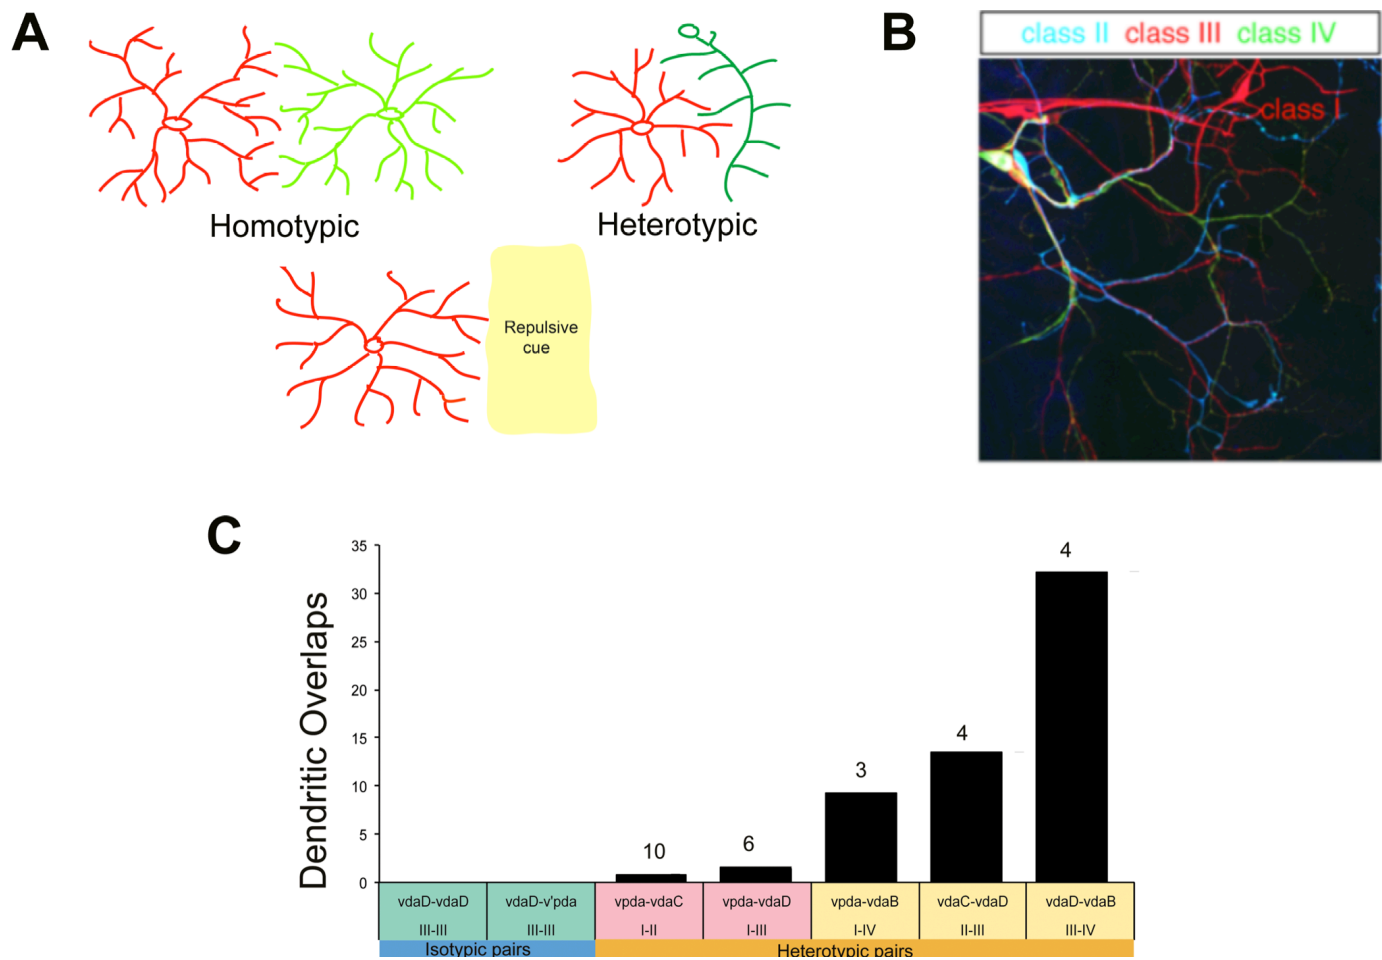 A
Homotypic
Heterotypic
Repulsive
cue
B
class II class III class IV
class I
C
Dendritic Overlaps
35
30
25
20
15
10
5
0
10
6
3
4
4
vdaD-vdaD vdaD-v'pda vpda-vdaC vpda-vdaD vpda-vdaB vdaC-vdaD vdaD-vdaB
III-III III-III I-II I-III I-IV II-III III-IV
Isotypic pairs Heterotypic pairs